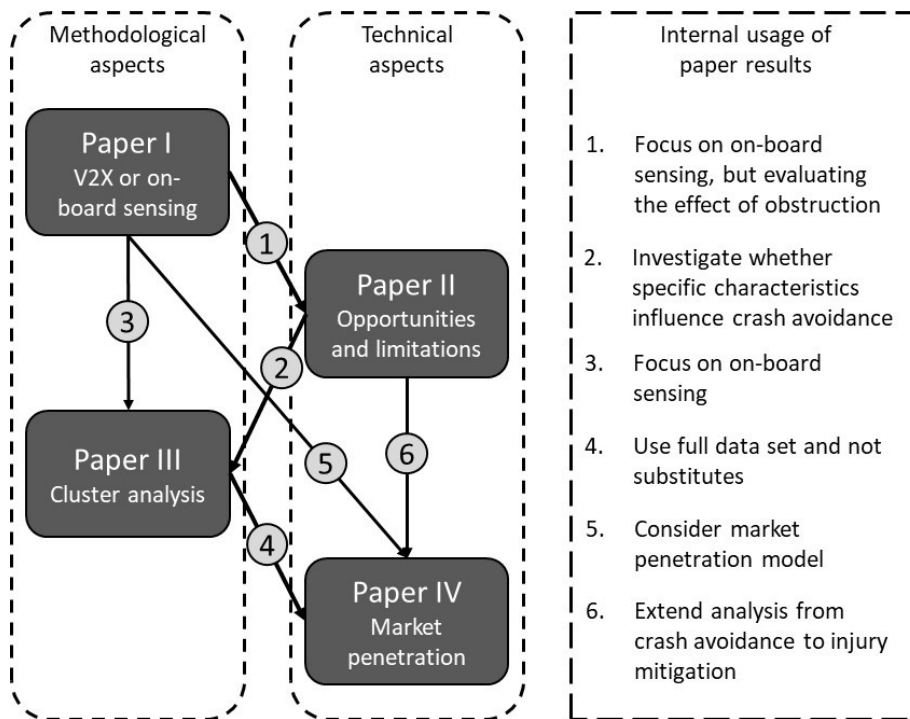 Methodological
aspects
Technical
aspects
Internal usage of
paper results
Paper I
V2X or on-
board sensing
1
Paper II
Opportunities
and limitations
3
2
Paper III
Cluster analysis
5
6
4
Paper IV
Market
penetration
1. Focus on on-board
sensing, but evaluating
the effect of obstruction
2. Investigate whether
specific characteristics
influence crash avoidance
3. Focus on on-board
sensing
4. Use full data set and not
substitutes
5. Consider market
penetration model
6. Extend analysis from
crash avoidance to injury
mitigation